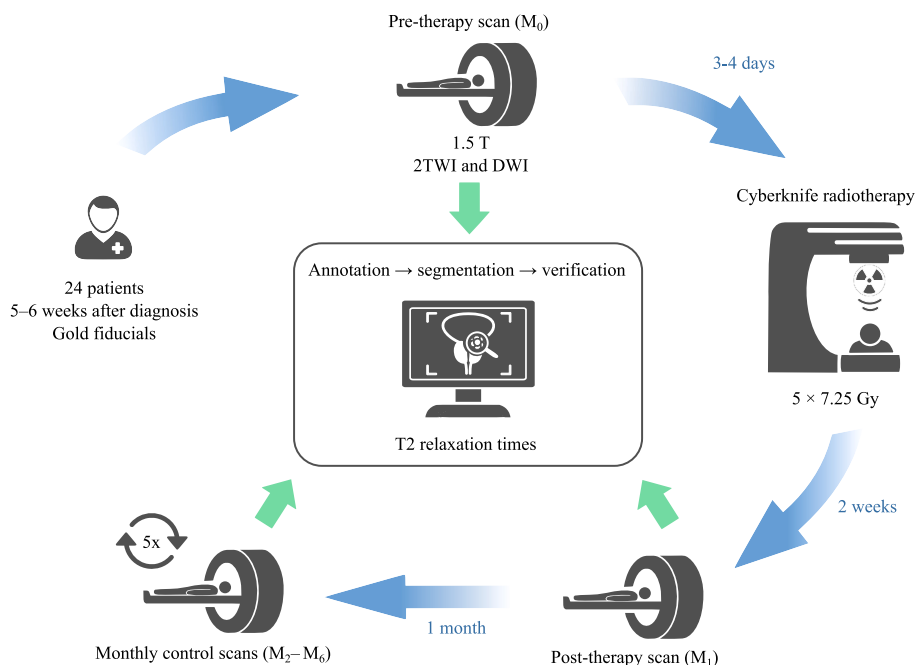 Pre-therapy scan (M₀)
3-4 days
1.5 T
2TWI and DWI
Cyberknife radiotherapy
24 patients
5–6 weeks after diagnosis
Gold fiducials
Annotation → segmentation → verification
T2 relaxation times
5 × 7.25 Gy
2 weeks
5x
1 month
Monthly control scans (M₂– M₆)
Post-therapy scan (M₁)